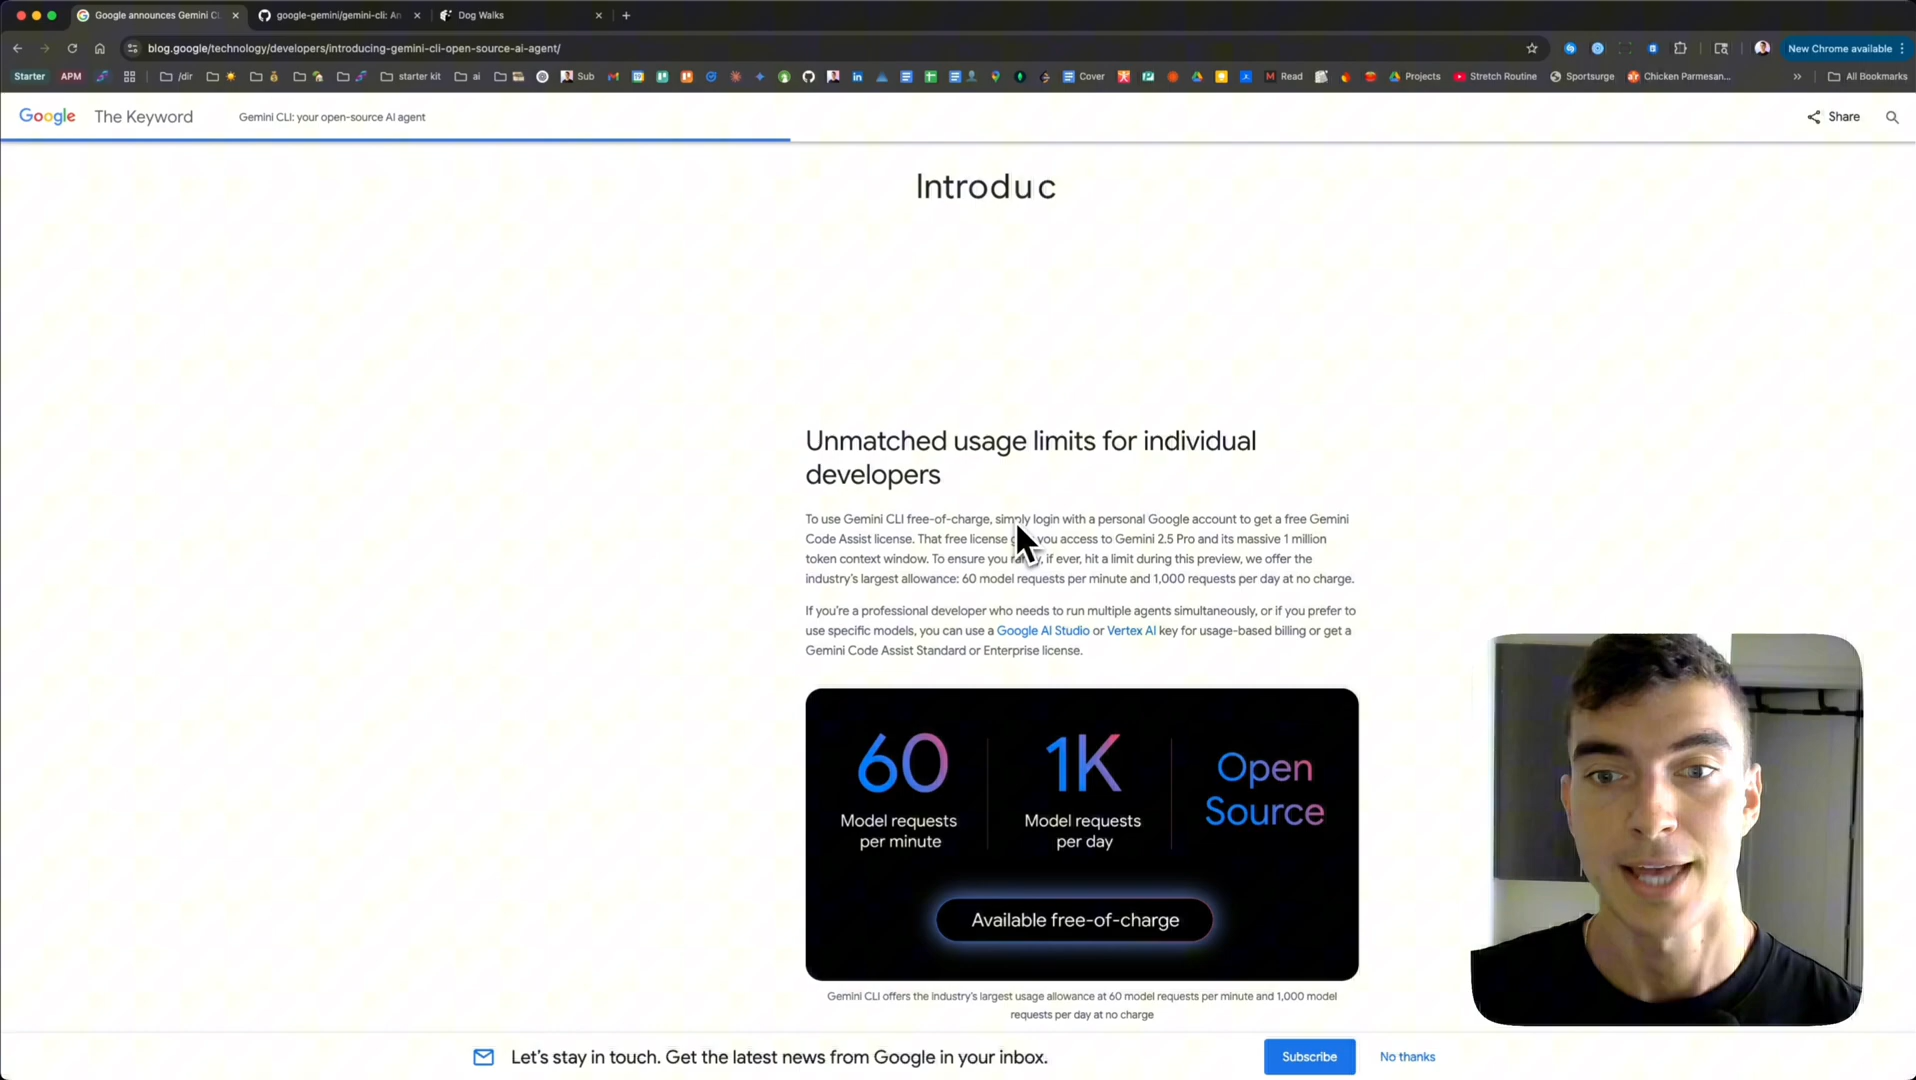 Google announces Gemini CL
google-gemini/gemini-cli: An
Dog Walks
blog.google/technology/developers/introducing-gemini-cli-open-source-ai-agent/
New Chrome available
Starter
APM
/dir
starter kit
ai
Sub
Cover
Read
Projects
Stretch Routine
Sportsurge
Chicken Parmesan...
All Bookmarks
Google The Keyword
Gemini CLI: your open-source AI agent
Share
Introduc
Unmatched usage limits for individual
developers
To use Gemini CLI free-of-charge, simply login with a personal Google account to get a free Gemini
Code Assist license. That free license you access to Gemini 2.5 Pro and its massive 1 million
token context window. To ensure you if ever, hit a limit during this preview, we offer the
industry's largest allowance: 60 model requests per minute and 1,000 requests per day at no charge.
If you're a professional developer who needs to run multiple agents simultaneously, or if you prefer to
use specific models, you can use a Google AI Studio or Vertex AI key for usage-based billing or get a
Gemini Code Assist Standard or Enterprise license.
60
Model requests
per minute
1K
Model requests
per day
Open
Source
Available free-of-charge
Gemini CLI offers the industry's largest usage allowance at 60 model requests per minute and 1,000 model
requests per day at no charge
Let's stay in touch. Get the latest news from Google in your inbox.
Subscribe
No thanks